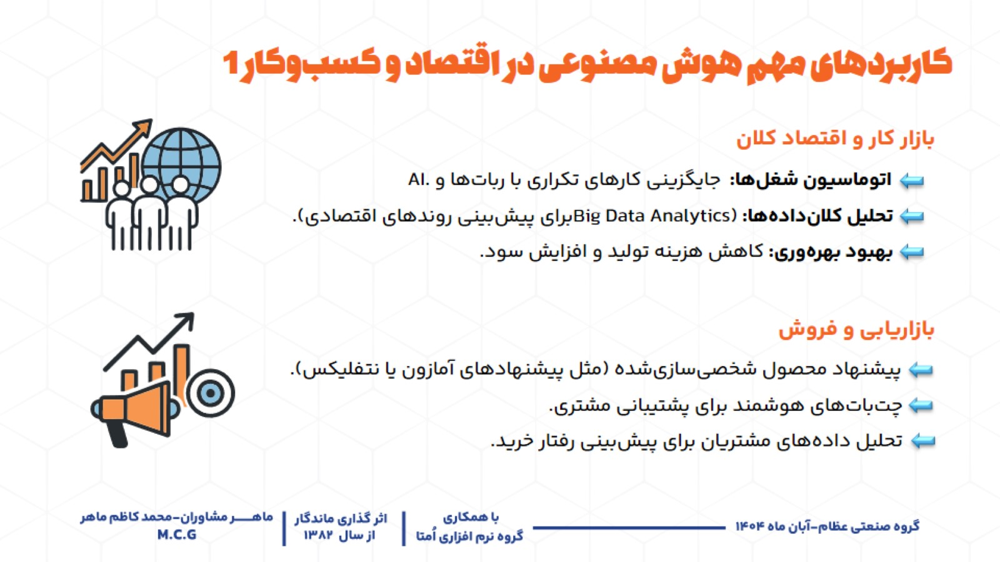 کاربردهای مهم هوش مصنوعی در اقتصاد و کسب‌وکار 1
بازار کار و اقتصاد کلان
اتوماسیون شغل‌ها: جایگزینی کارهای تکراری با ربات‌ها و AI.
تحلیل کلان‌داده‌ها: (Big Data Analyticsبرای پیش‌بینی روندهای اقتصادی).
بهبود بهره‌وری: کاهش هزینه تولید و افزایش سود.
بازاریابی و فروش
پیشنهاد محصول شخصی‌سازی‌شده (مثل پیشنهادهای آمازون یا نتفلیکس).
چت‌بات‌های هوشمند برای پشتیبانی مشتری.
تحلیل داده‌های مشتریان برای پیش‌بینی رفتار خرید.
گروه صنعتی عظام-آبان ماه ۱۴۰۴
با همکاری
گروه نرم افزاری اُمتا
اثر گذاری ماندگار
از سال ۱۳۸۲
ماهـــر مشاوران-محمد کاظم ماهر
M.C.G